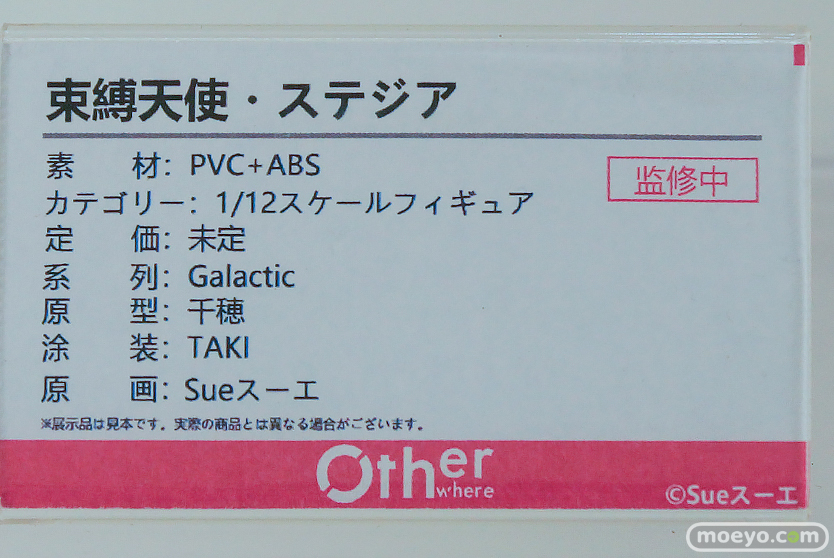 束縛天使・ステジア
素　　材：PVC+ABS
監修中
カテゴリー：1/12スケールフィギュア
定　　価：未定
系　　列：Galactic
原　　型：千穂
涂　　装：TAKI
原　　画：Sueスーエ
※展示品は見本です。実際の商品とは異なる場合がございます。
Other
where
©Sueスーエ
moeyo.com